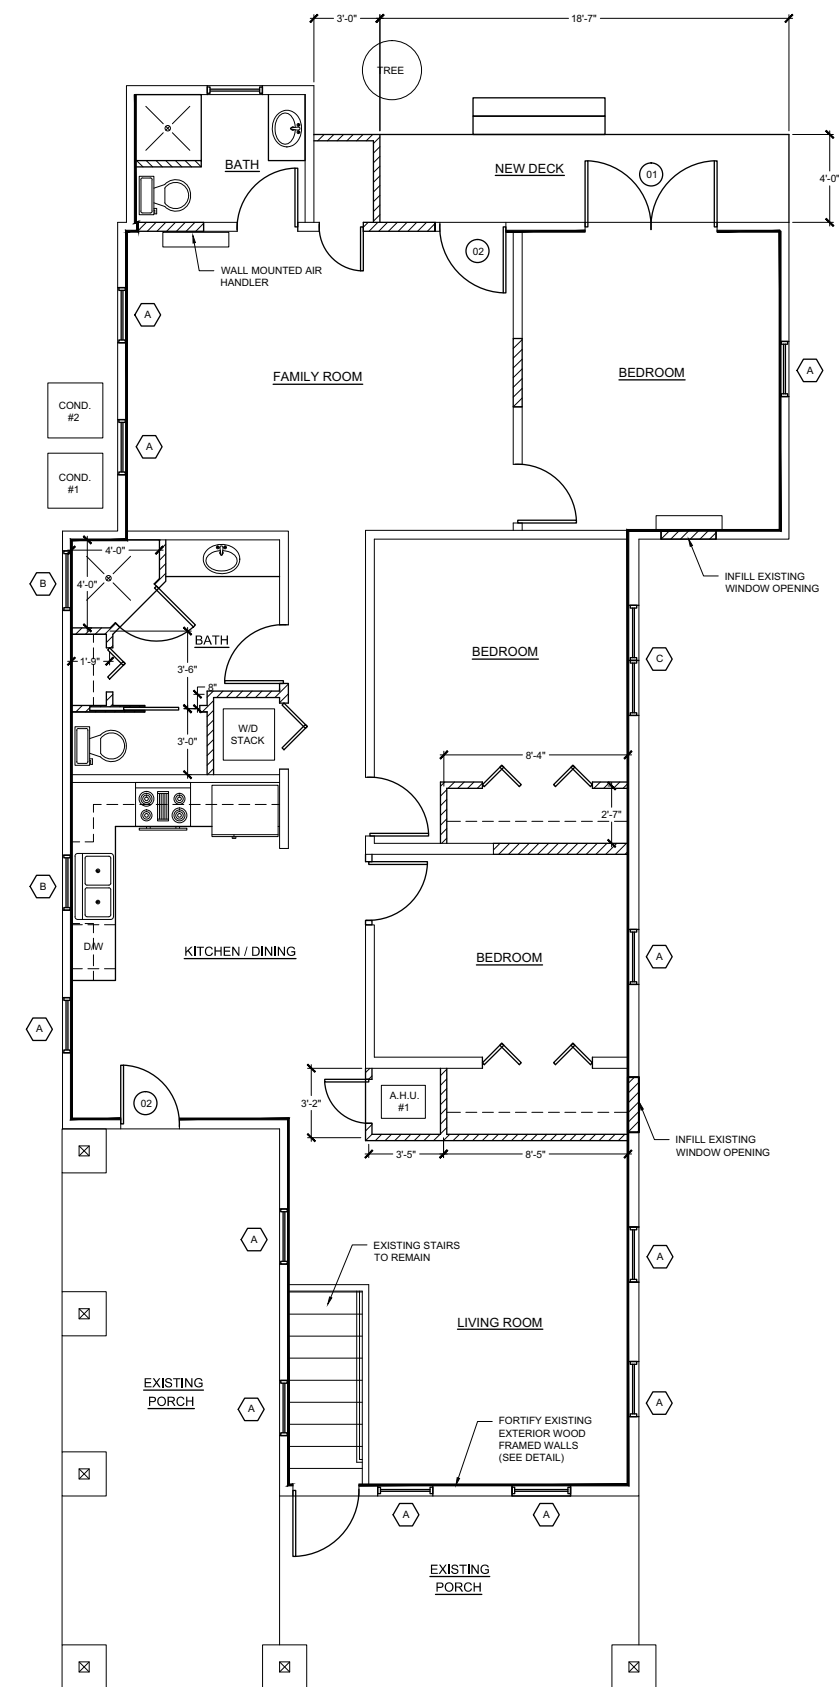 3'-0"
18'-7"
TREE
BATH
NEW DECK
01
4'-0"
02
WALL MOUNTED AIR
HANDLER
A
FAMILY ROOM
BEDROOM
A
COND.
#2
A
COND.
#1
4'-0"
B
4'-0"
INFILL EXISTING
WINDOW OPENING
BATH
BEDROOM
C
1'-9"
3'-6"
8"
W/D
STACK
3'-0"
8'-4"
2'-7"
B
D/W
KITCHEN / DINING
BEDROOM
A
A
3'-2"
A.H.U.
#1
02
INFILL EXISTING
WINDOW OPENING
3'-5"
8'-5"
A
EXISTING STAIRS
TO REMAIN
A
LIVING ROOM
EXISTING
PORCH
A
A
FORTIFY EXISTING
EXTERIOR WOOD
FRAMED WALLS
(SEE DETAIL)
A
A
EXISTING
PORCH